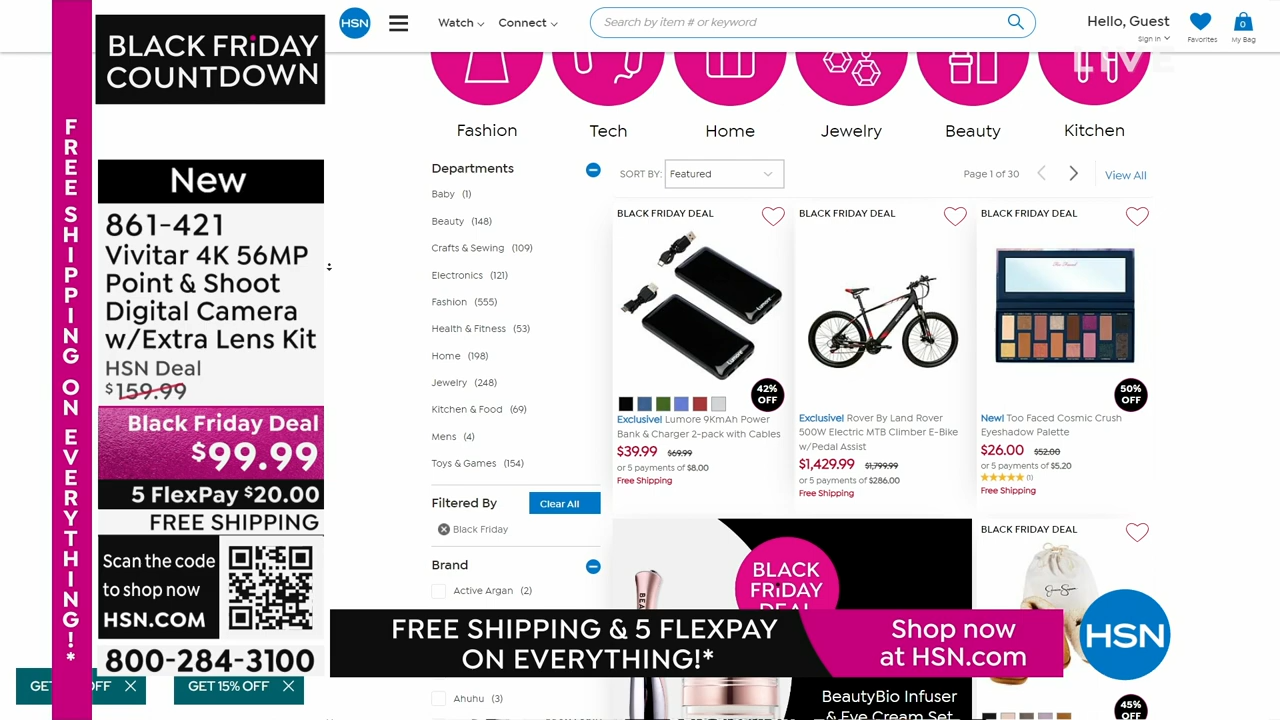 FREE SHIPPING ON EVERYTHING!*
BLACK FRiDAY
COUNTDOWN
New
861-421
Vivitar 4K 56MP
Point & Shoot
Digital Camera
w/Extra Lens Kit
HSN Deal
$159.99
Black Friday Deal
$99.99
5 FlexPay $20.00
FREE SHIPPING
Scan the code
to shop now
HSN.COM
800-284-3100
GET
OFF
GET 15% OFF
HSN
Watch
Connect
Search by item # or keyword
Hello, Guest
Sign in
Favorites
0
My Bag
LIVE
Fashion
Tech
Home
Jewelry
Beauty
Kitchen
Departments
Baby (1)
Beauty (148)
Crafts & Sewing (109)
Electronics (121)
Fashion (555)
Health & Fitness (53)
Home (198)
Jewelry (248)
Kitchen & Food (69)
Mens (4)
Toys & Games (154)
Filtered By
Clear All
Black Friday
Brand
Active Argan (2)
Ahuhu (3)
SORT BY:
Featured
Page 1 of 30
View All
BLACK FRIDAY DEAL
Lumore
Lumore
42%
OFF
Exclusive! Lumore 9KmAh Power
Bank & Charger 2-pack with Cables
$39.99 $69.99
or 5 payments of $8.00
Free Shipping
BLACK FRIDAY DEAL
Exclusive! Rover By Land Rover
500W Electric MTB Climber E-Bike
w/Pedal Assist
$1,429.99 $1,799.99
or 5 payments of $286.00
Free Shipping
BLACK FRIDAY DEAL
50%
OFF
New! Too Faced Cosmic Crush
Eyeshadow Palette
$26.00 $52.00
or 5 payments of $5.20
(1)
Free Shipping
BLACK
FRiDAY
DEAL
BeautyBio Infuser
& Eye Cream Set
BLACK FRIDAY DEAL
45%
OFF
FREE SHIPPING & 5 FLEXPAY
ON EVERYTHING!*
Shop now
at HSN.com
HSN